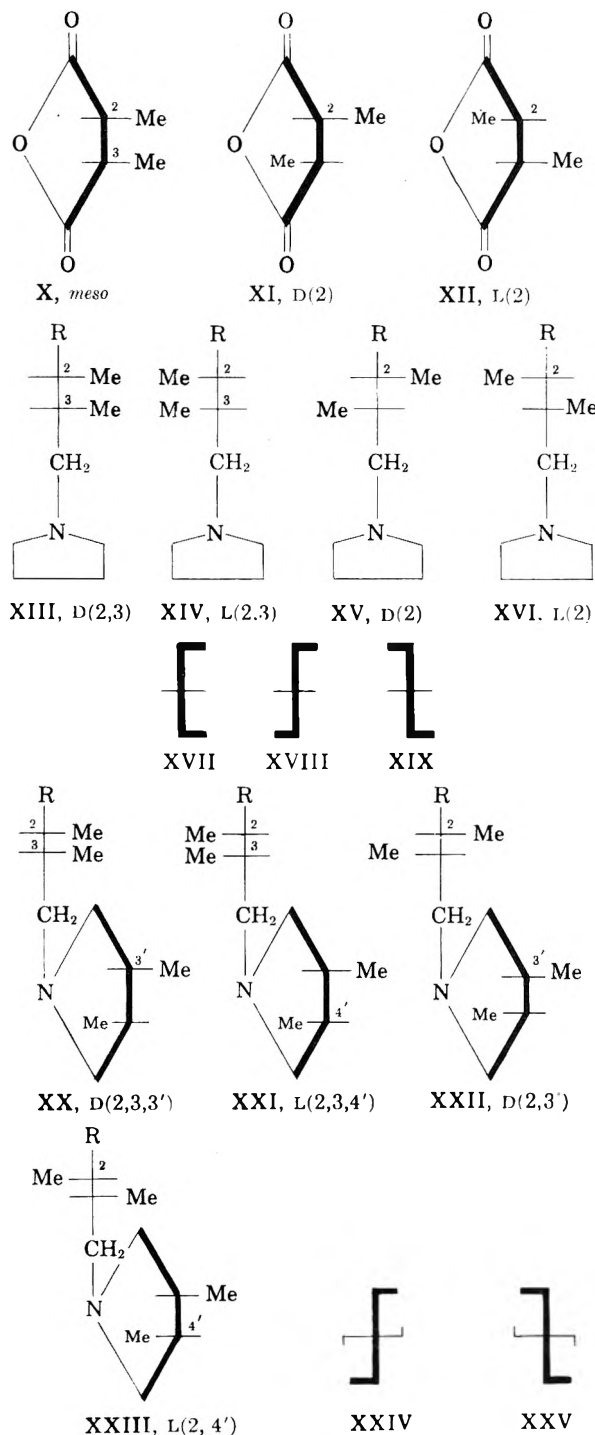 O O O
2 Me 2 Me Me 2
O O O
3 Me Me Me
O O O
X, meso XI, D(2) XII, L(2)
R R R R
2 Me Me 2 2 Me Me 2
3 Me Me 3 Me Me
CH2 CH2 CH2 CH2
N N N N
XIII, D(2,3) XIV, L(2,3) XV, D(2) XVI. L(2)
XVII XVIII XIX
R R R
2 Me Me 2 2 Me
3 Me Me 3 Me
CH2 CH2 CH2
3' Me Me 3' Me
N N N
Me Me 4' Me
XX, D(2,3,3') XXI, L(2,3,4') XXII, D(2,3')
R
Me 2
Me
CH2
Me
N
Me 4'
XXIII, L(2, 4') XXIV XXV